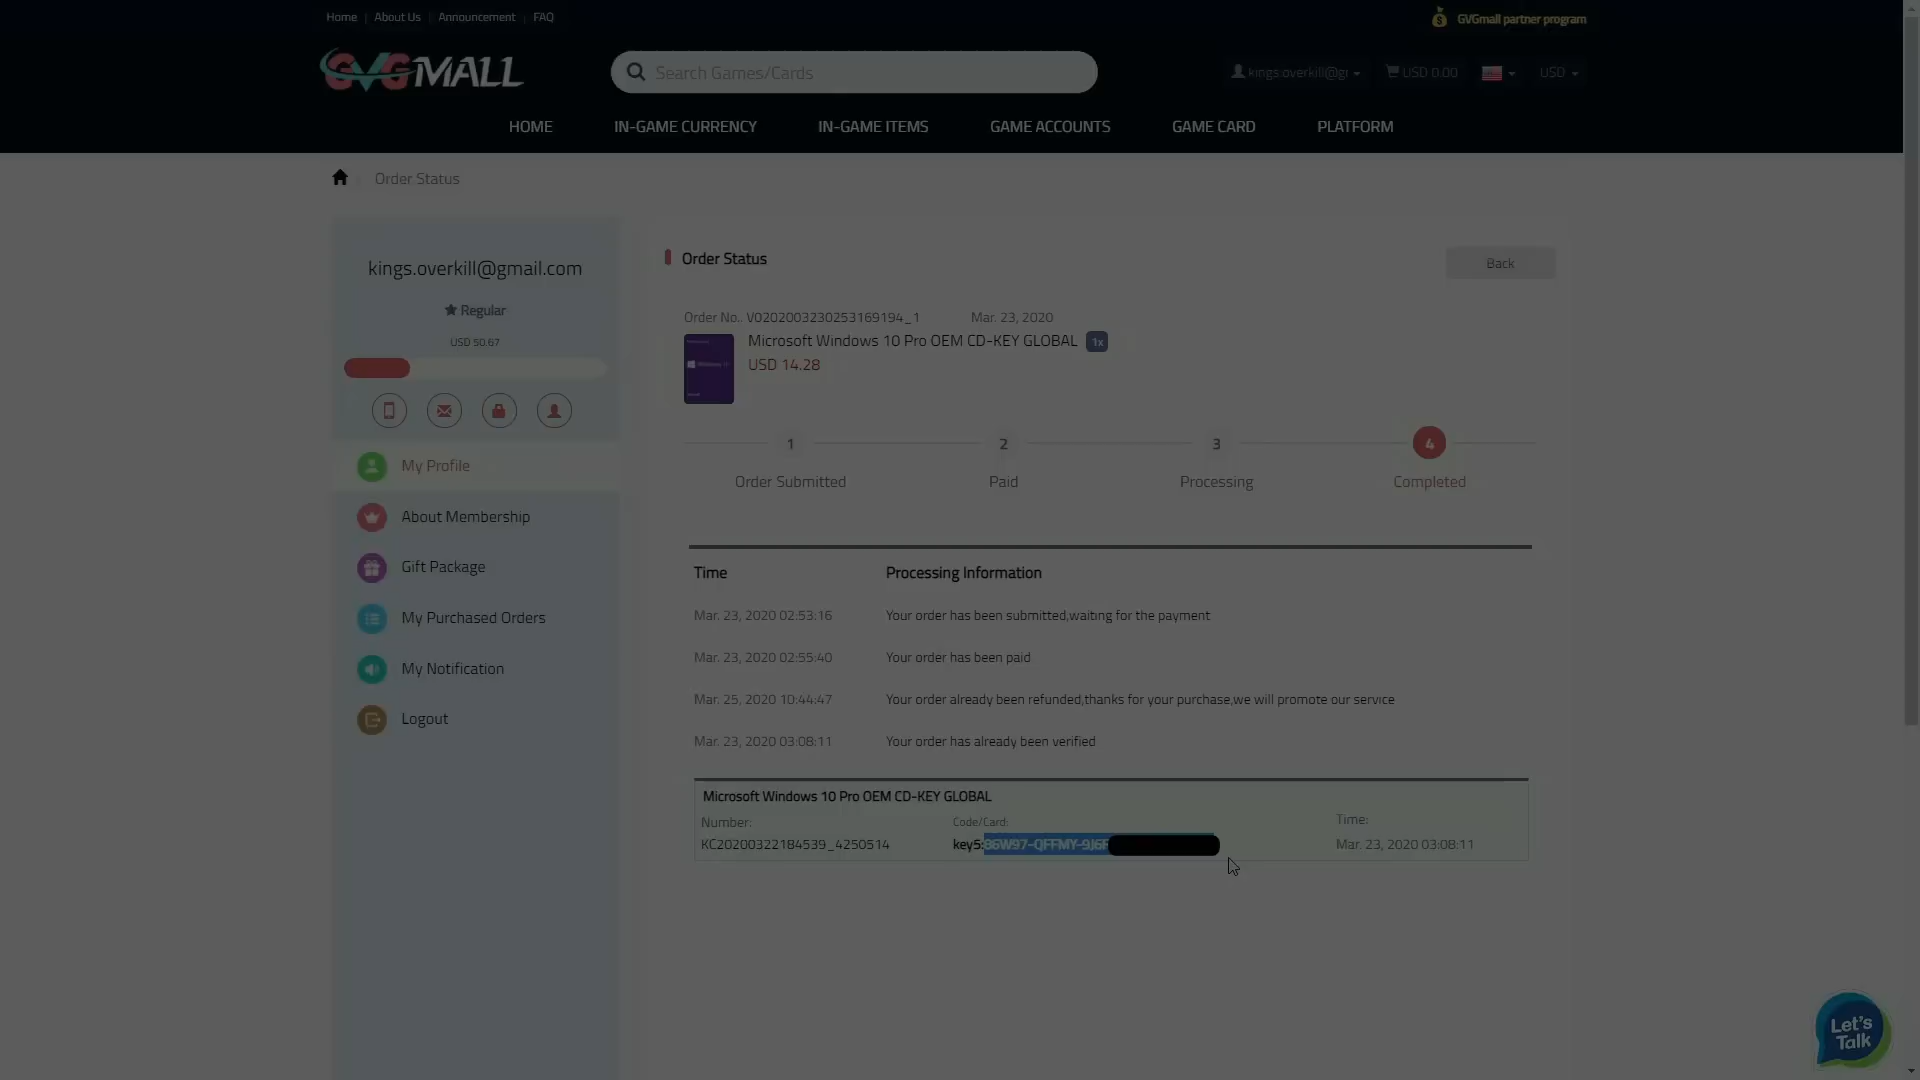 Home | About Us | Announcement | FAQ
GVGmall partner program
GVGMALL
Search Games/Cards
kings.overkill@g
USD 0.00
USD
HOME
IN-GAME CURRENCY
IN-GAME ITEMS
GAME ACCOUNTS
GAME CARD
PLATFORM
Order Status
kings.overkill@gmail.com
Regular
USD 50.67
My Profile
About Membership
Gift Package
My Purchased Orders
My Notification
Logout
Order Status
Back
Order No.. V0202003230253169194_1 Mar. 23, 2020
Microsoft Windows 10 Pro OEM CD-KEY GLOBAL 1x
USD 14.28
1 2 3 4
Order Submitted Paid Processing Completed
Time Processing Information
Mar. 23, 2020 02:53:16 Your order has been submitted,waiting for the payment
Mar. 23, 2020 02:55:40 Your order has been paid
Mar. 25, 2020 10:44:47 Your order already been refunded,thanks for your purchase,we will promote our service
Mar. 23, 2020 03:08:11 Your order has already been verified
Microsoft Windows 10 Pro OEM CD-KEY GLOBAL
Number: Code/Card: Time:
KC20200322184539_4250514 key5:86W97-QFFMY-9J6F Mar. 23, 2020 03:08:11
Let's
Talk